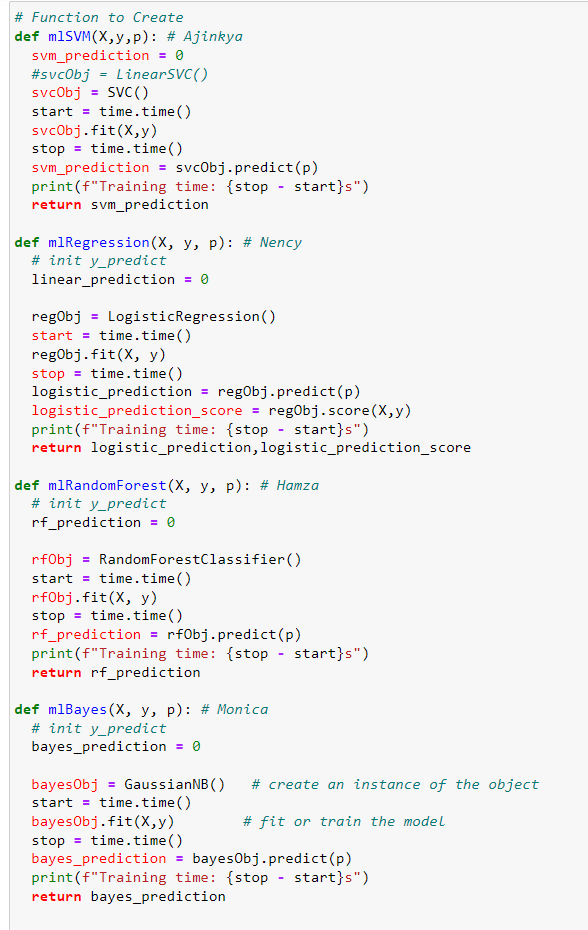 # Function to Create
def mlSVM(X,y,p): # Ajinkya
  svm_prediction = 0
  #svcObj = LinearSVC()
  svcObj = SVC()
  start = time.time()
  svcObj.fit(X,y)
  stop = time.time()
  svm_prediction = svcObj.predict(p)
  print(f"Training time: {stop - start}s")
  return svm_prediction

def mlRegression(X, y, p): # Nency
  # init y_predict
  linear_prediction = 0

  regObj = LogisticRegression()
  start = time.time()
  regObj.fit(X, y)
  stop = time.time()
  logistic_prediction = regObj.predict(p)
  logistic_prediction_score = regObj.score(X,y)
  print(f"Training time: {stop - start}s")
  return logistic_prediction,logistic_prediction_score

def mlRandomForest(X, y, p): # Hamza
  # init y_predict
  rf_prediction = 0

  rfObj = RandomForestClassifier()
  start = time.time()
  rfObj.fit(X, y)
  stop = time.time()
  rf_prediction = rfObj.predict(p)
  print(f"Training time: {stop - start}s")
  return rf_prediction

def mlBayes(X, y, p): # Monica
  # init y_predict
  bayes_prediction = 0

  bayesObj = GaussianNB()   # create an instance of the object
  start = time.time()
  bayesObj.fit(X,y)        # fit or train the model
  stop = time.time()
  bayes_prediction = bayesObj.predict(p)
  print(f"Training time: {stop - start}s")
  return bayes_prediction